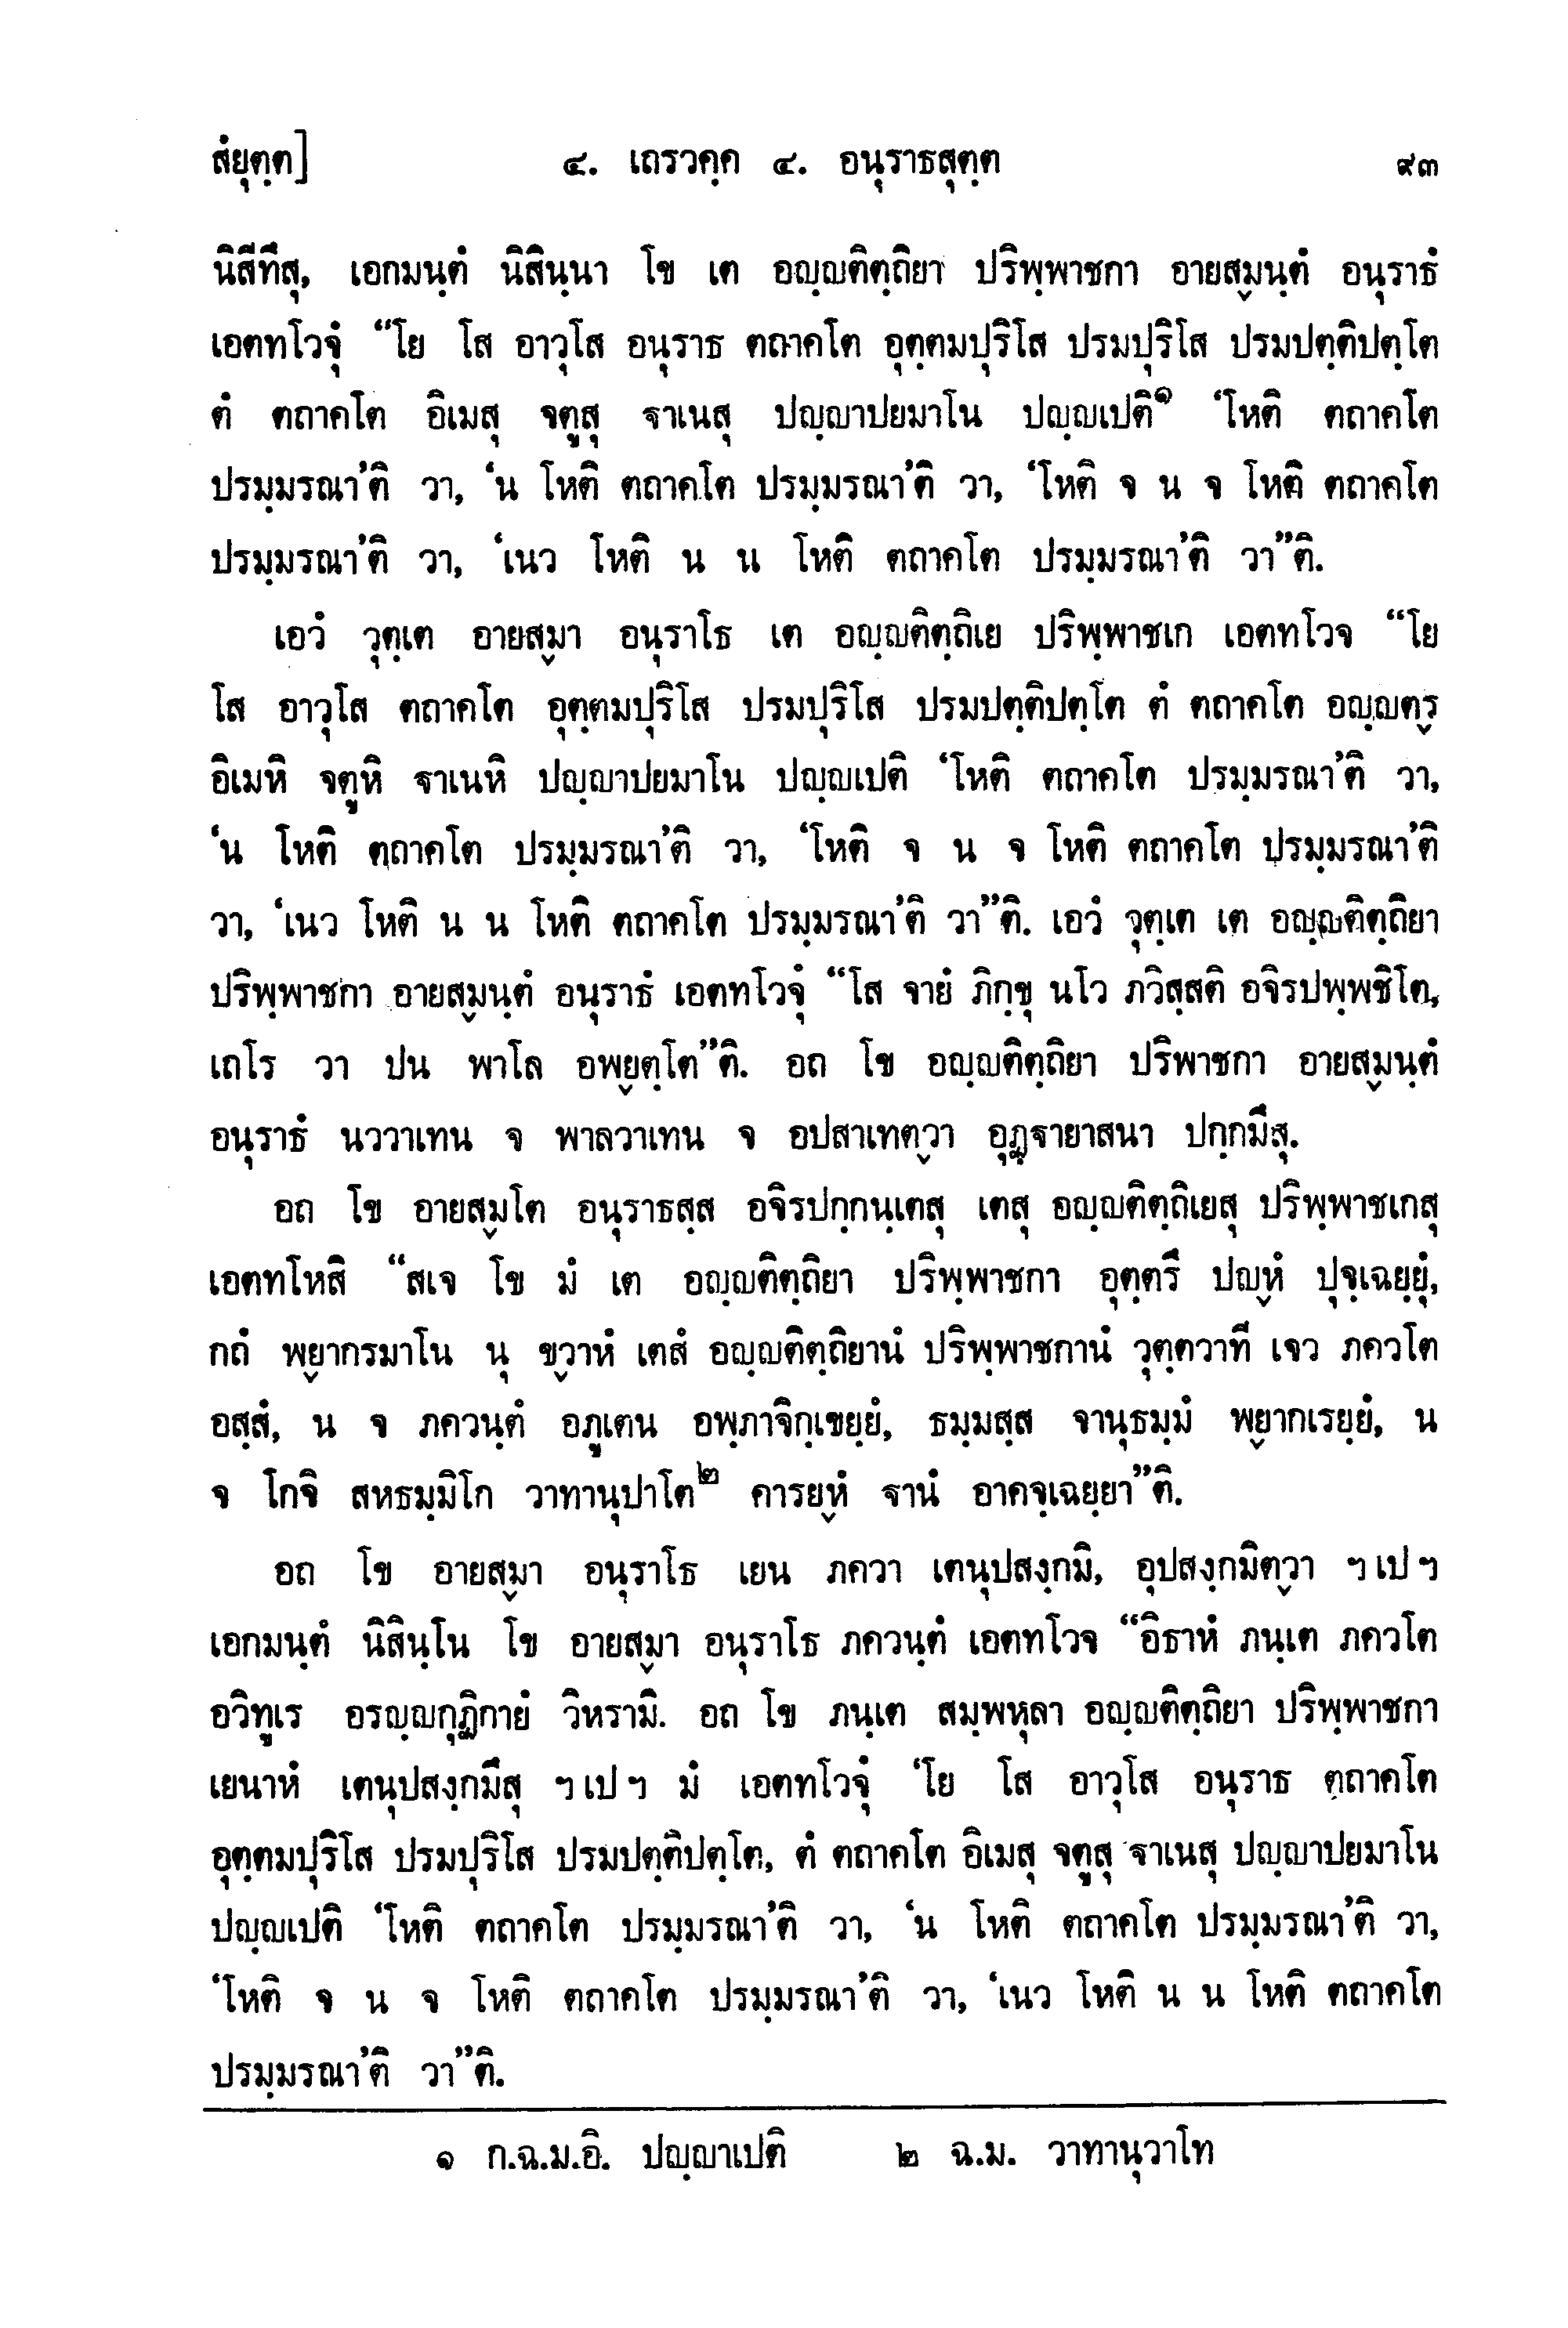 สํยุตฺต] ๔. เถรวคฺค ๔. อนุราธสุตฺต ๙๓
นิสีทึสุ, เอกมนฺตํ นิสินฺนา โข เต อญฺญติตฺถิยา ปริพฺพาชกา อายสฺมนฺตํ อนุราธํ
เอตทโวจุํ “โย โส อาวุโส อนุราธ ตถาคโต อุตฺตมปุริโส ปรมปุริโส ปรมปตฺติปตฺโต
ตํ ตถาคโต อิเมสุ จตูสุ ฐาเนสุ ปญฺญาปยมาโน ปญฺญเปติ๑ ‘โหติ ตถาคโต
ปรมฺมรณา’ติ วา, ‘น โหติ ตถาคโต ปรมฺมรณา’ติ วา, ‘โหติ จ น จ โหติ ตถาคโต
ปรมฺมรณา’ติ วา, ‘เนว โหติ น น โหติ ตถาคโต ปรมฺมรณา’ติ วา”ติ.
เอวํ วุตฺเต อายสฺมา อนุราโธ เต อญฺญติตฺถิเย ปริพฺพาชเก เอตทโวจ “โย
โส อาวุโส ตถาคโต อุตฺตมปุริโส ปรมปุริโส ปรมปตฺติปตฺโต ตํ ตถาคโต อญฺญตฺร
อิเมหิ จตูหิ ฐาเนหิ ปญฺญาปยมาโน ปญฺญเปติ ‘โหติ ตถาคโต ปรมฺมรณา’ติ วา,
‘น โหติ ตถาคโต ปรมฺมรณา’ติ วา, ‘โหติ จ น จ โหติ ตถาคโต ปรมฺมรณา’ติ
วา, ‘เนว โหติ น น โหติ ตถาคโต ปรมฺมรณา’ติ วา”ติ. เอวํ วุตฺเต เต อญฺญติตฺถิยา
ปริพฺพาชกา อายสฺมนฺตํ อนุราธํ เอตทโวจุํ “โส จายํ ภิกฺขุ นโว ภวิสฺสติ อจิรปพฺพชิโต,
เถโร วา ปน พาโล อพฺยตฺโต”ติ. อถ โข อญฺญติตฺถิยา ปริพาชกา อายสฺมนฺตํ
อนุราธํ นววาเทน จ พาลวาเทน จ อปสาเทตฺวา อุฏฺฐายาสนา ปกฺกมึสุ.
อถ โข อายสฺมโต อนุราธสฺส อจิรปกฺกนฺเตสุ เตสุ อญฺญติตฺถิเยสุ ปริพฺพาชเกสุ
เอตทโหสิ “สเจ โข มํ เต อญฺญติตฺถิยา ปริพฺพาชกา อุตฺตรึ ปญฺหํ ปุจฺเฉยฺยุํ,
กถํ พฺยากรมาโน นุ ขฺวาหํ เตสํ อญฺญติตฺถิยานํ ปริพฺพาชกานํ วุตฺตวาที เจว ภควโต
อสฺสํ, น จ ภควนฺตํ อภูเตน อพฺภาจิกฺเขยฺยํ, ธมฺมสฺส จานุธมฺมํ พฺยากเรยฺยํ, น
จ โกจิ สหธมฺมิโก วาทานุปาโต๒ คารยฺหํ ฐานํ อาคจฺเฉยฺยา”ติ.
อถ โข อายสฺมา อนุราโธ เยน ภควา เตนุปสงฺกมิ, อุปสงฺกมิตฺวา ฯ เป ฯ
เอกมนฺตํ นิสินฺโน โข อายสฺมา อนุราโธ ภควนฺตํ เอตทโวจ “อิธาหํ ภนฺเต ภควโต
อวิทูเร อรญฺญกุฏิกายํ วิหรามิ. อถ โข ภนฺเต สมฺพหุลา อญฺญติตฺถิยา ปริพฺพาชกา
เยนาหํ เตนุปสงฺกมึสุ ฯ เป ฯ มํ เอตทโวจุํ ‘โย โส อาวุโส อนุราธ ตถาคโต
อุตฺตมปุริโส ปรมปุริโส ปรมปตฺติปตฺโต, ตํ ตถาคโต อิเมสุ จตูสุ ฐาเนสุ ปญฺญาปยมาโน
ปญฺญเปติ ‘โหติ ตถาคโต ปรมฺมรณา’ติ วา, ‘น โหติ ตถาคโต ปรมฺมรณา’ติ วา,
‘โหติ จ น จ โหติ ตถาคโต ปรมฺมรณา’ติ วา, ‘เนว โหติ น น โหติ ตถาคโต
ปรมฺมรณา’ติ วา”ติ.
๑ ก.ฉ.ม.อิ. ปญฺญาเปติ ๒ ฉ.ม. วาทานุวาโท